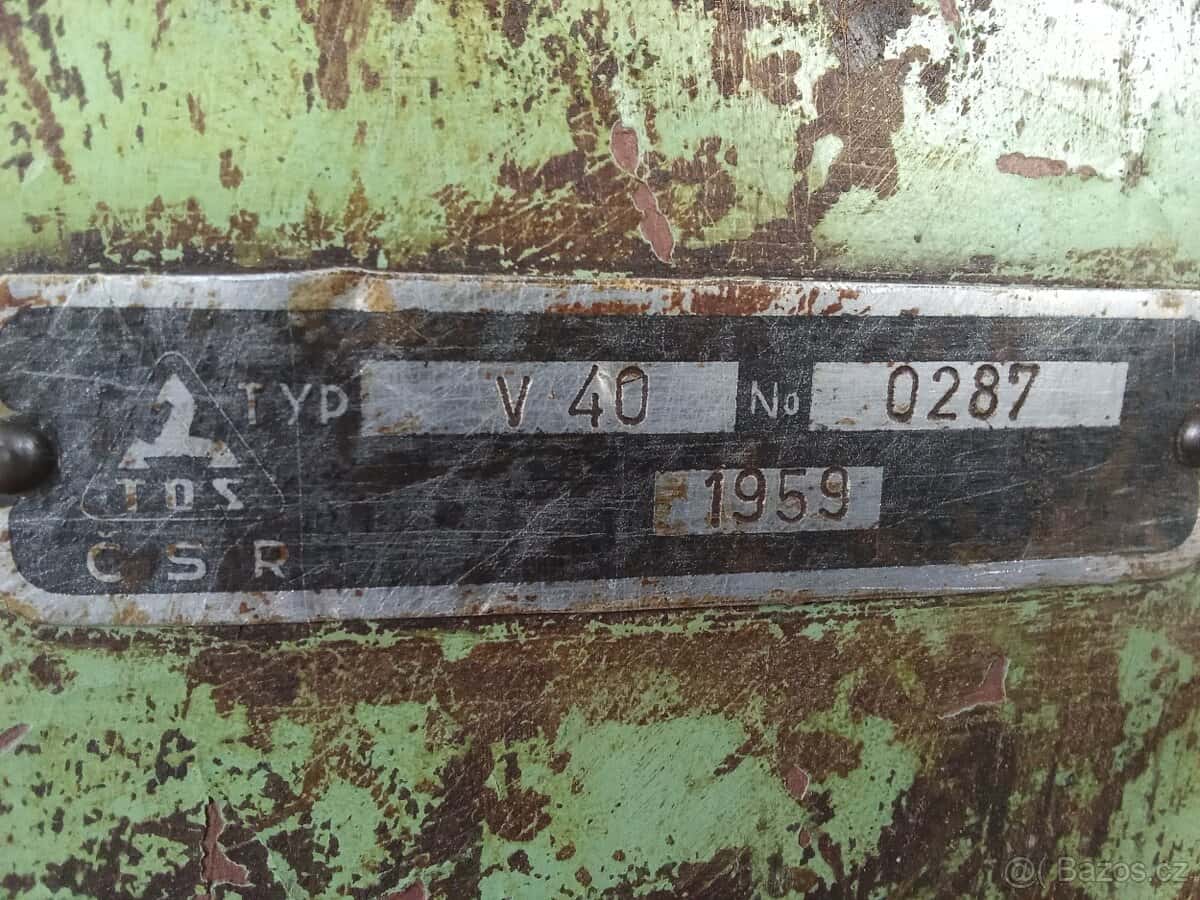 TYP V 40 No 0287
1959
TOS
ČSR
@( Bazos.cz